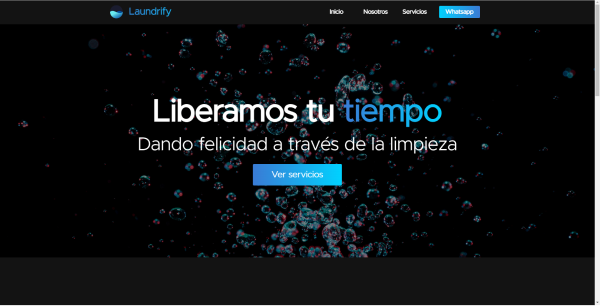 Laundrify
Inicio
Nosotros
Servicios
Whatsapp
Liberamos tu tiempo
Dando felicidad a través de la limpieza
Ver servicios